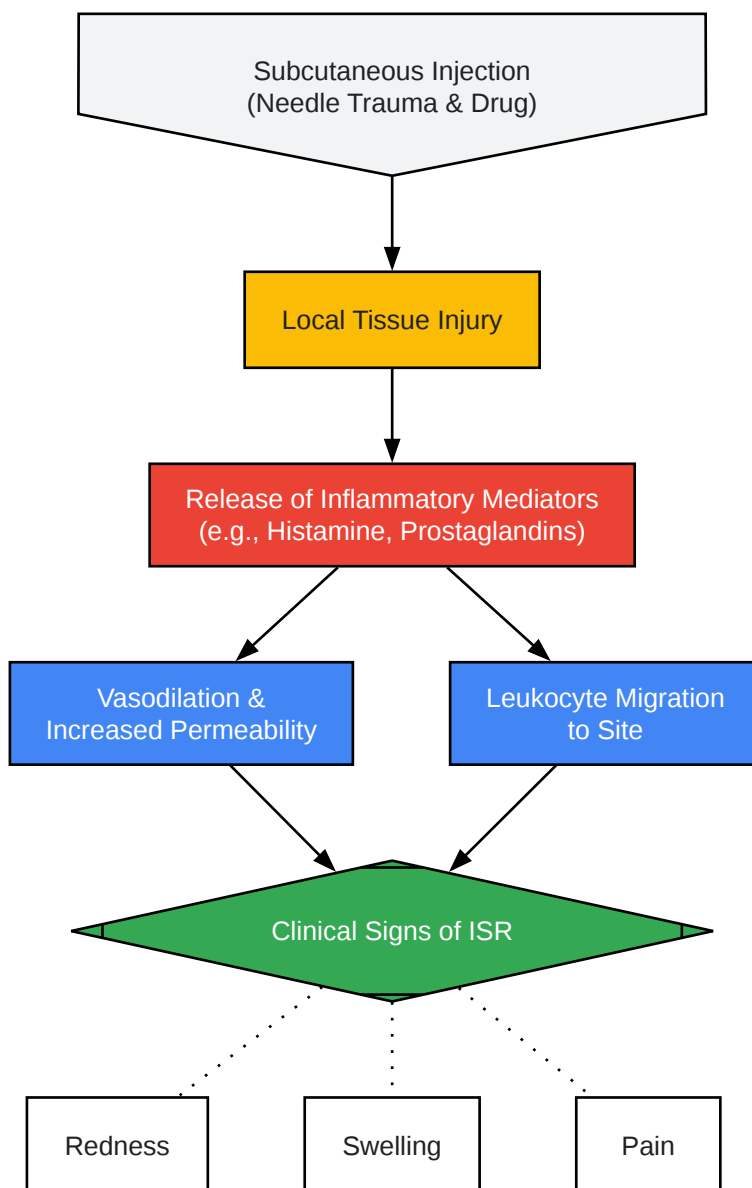 Subcutaneous Injection
(Needle Trauma & Drug)
Local Tissue Injury
Release of Inflammatory Mediators
(e.g., Histamine, Prostaglandins)
Vasodilation &
Increased Permeability
Leukocyte Migration
to Site
Clinical Signs of ISR
Redness
Swelling
Pain